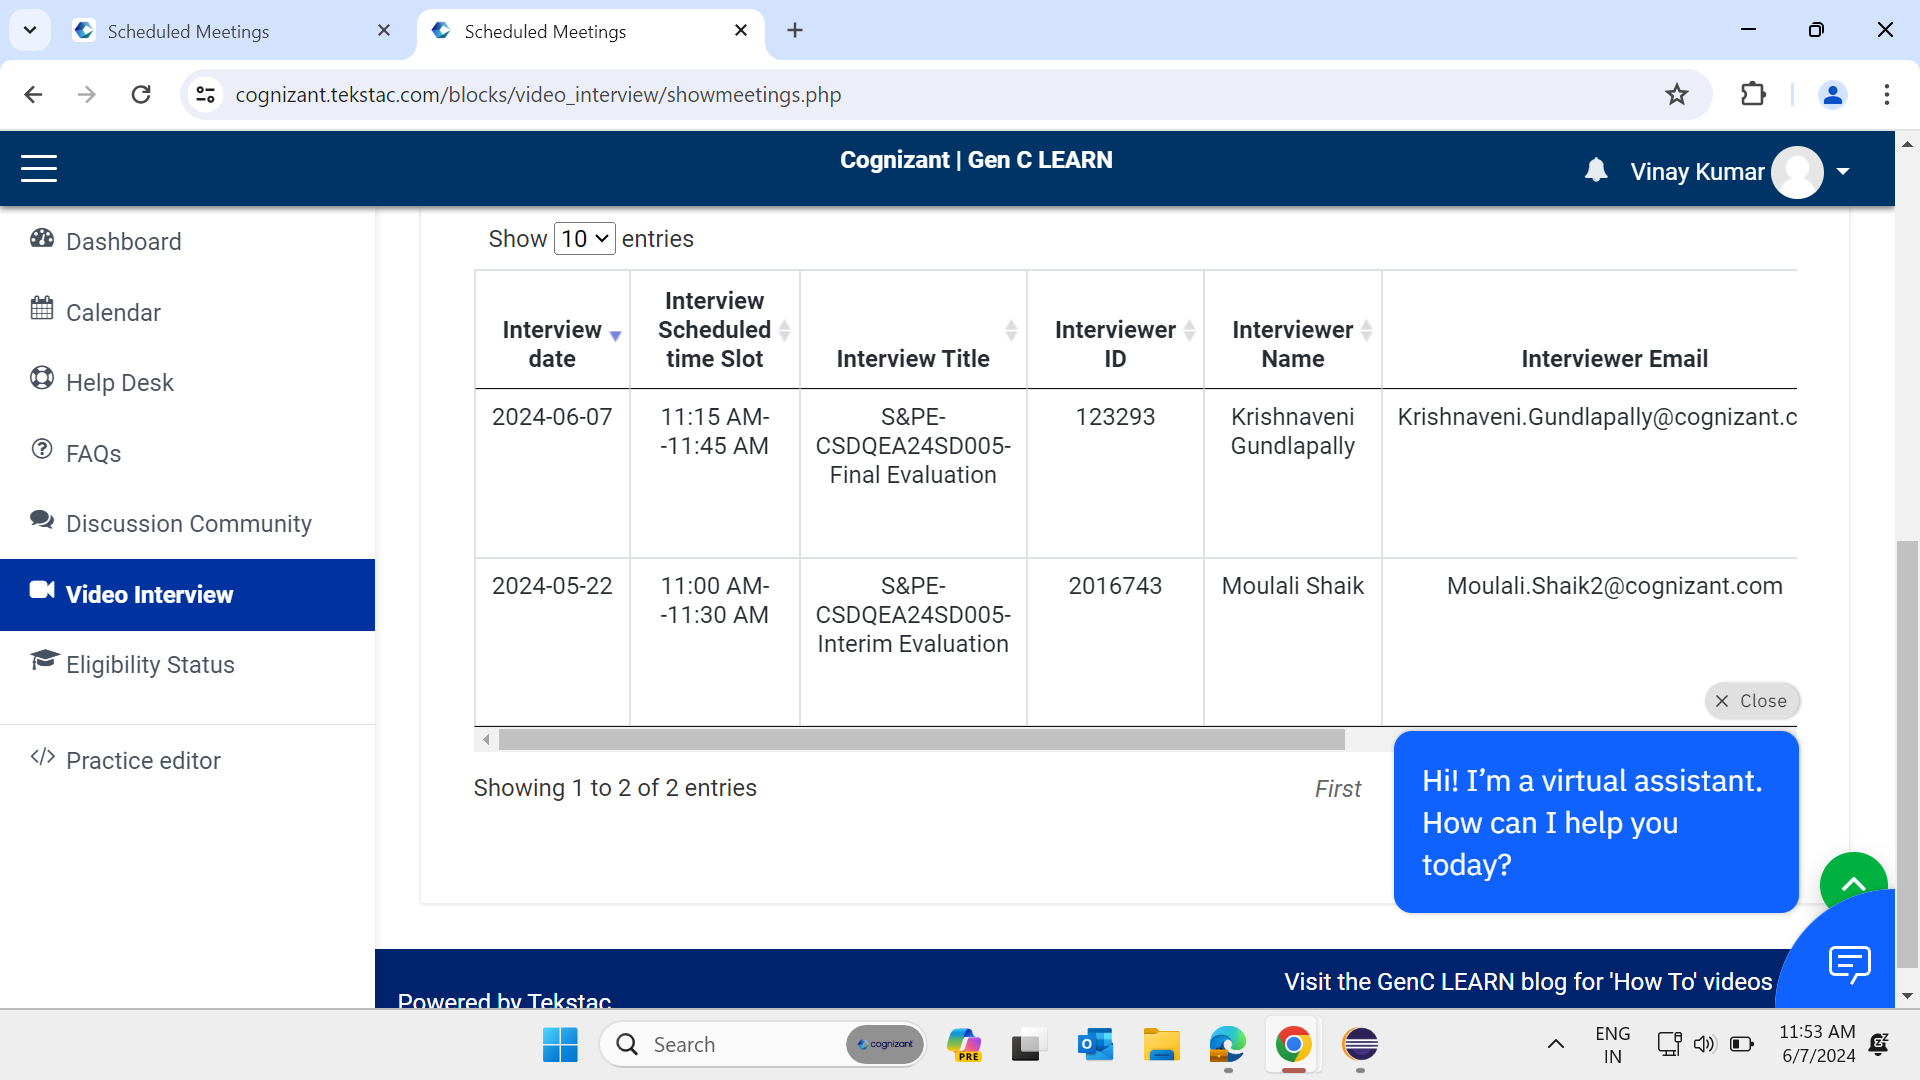 Scheduled Meetings
Scheduled Meetings
cognizant.tekstac.com/blocks/video_interview/showmeetings.php
Cognizant | Gen C LEARN
Vinay Kumar
Dashboard
Calendar
Help Desk
FAQs
Discussion Community
Video Interview
Eligibility Status
Practice editor
Show 10 entries
Interview date
Interview Scheduled time Slot
Interview Title
Interviewer ID
Interviewer Name
Interviewer Email
2024-06-07
11:15 AM-
-11:45 AM
S&PE-
CSDQEA24SD005-
Final Evaluation
123293
Krishnaveni
Gundlapally
Krishnaveni.Gundlapally@cognizant.c
2024-05-22
11:00 AM-
-11:30 AM
S&PE-
CSDQEA24SD005-
Interim Evaluation
2016743
Moulali Shaik
Moulali.Shaik2@cognizant.com
Close
Showing 1 to 2 of 2 entries
First
Hi! I’m a virtual assistant.
How can I help you
today?
Visit the GenC LEARN blog for 'How To' videos
Powered by Tekstac
Search
cognizant
PRE
ENG
IN
11:53 AM
6/7/2024